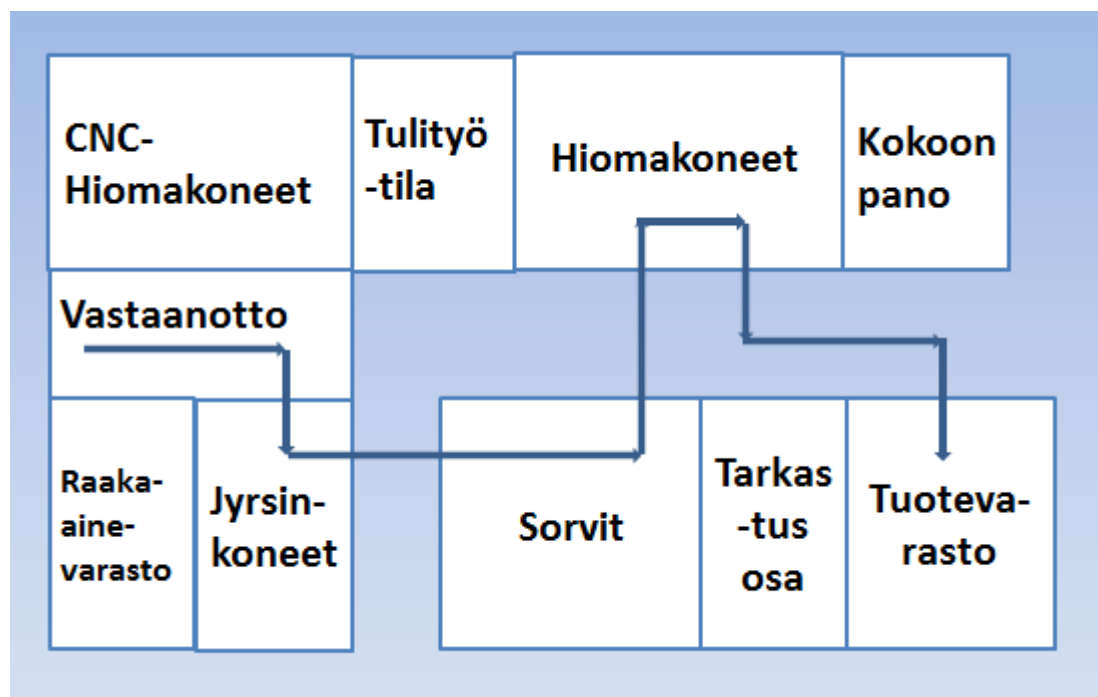 CNC-
Hiomakoneet
Tulityö
-tila
Hiomakoneet
Kokoon
pano
Vastaanotto
Raaka-
aine-
varasto
Jyrsin-
koneet
Sorvit
Tarkas
-tus
osa
Tuoteva-
rasto